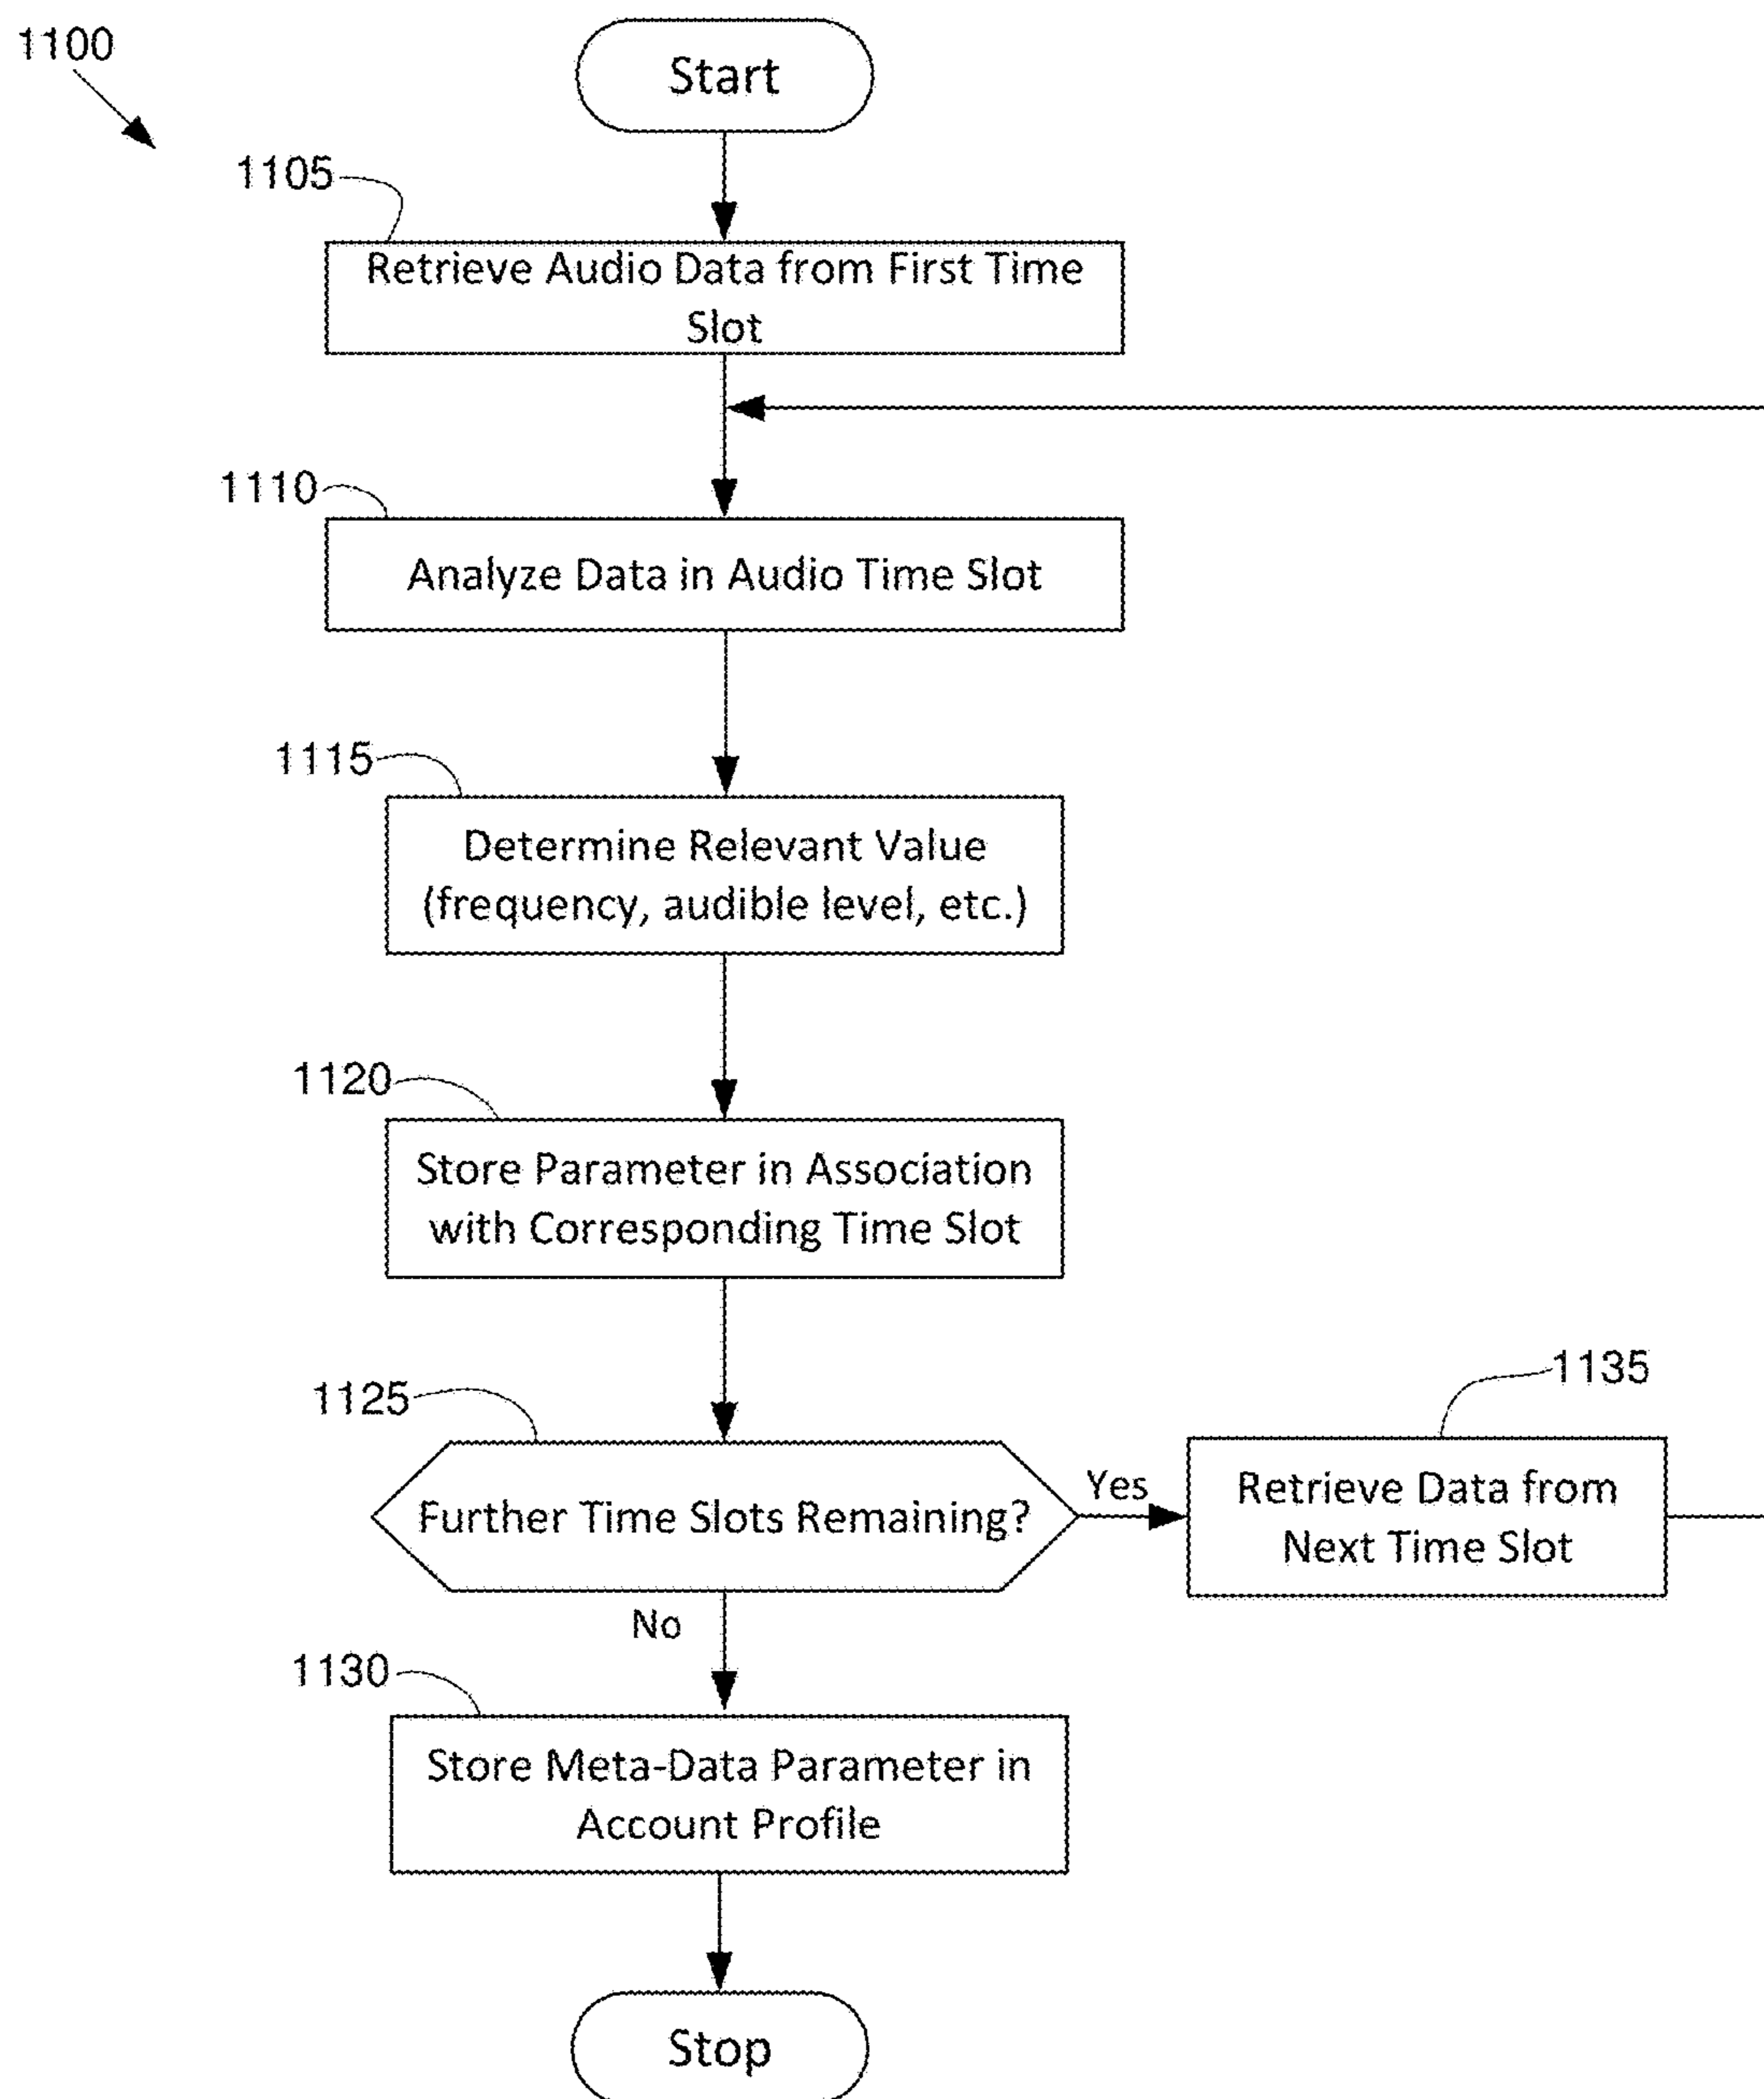 1100
Start
1105
Retrieve Audio Data from First Time
Slot
1110
Analyze Data in Audio Time Slot
1115
Determine Relevant Value
(frequency, audible level, etc.)
1120
Store Parameter in Association
with Corresponding Time Slot
1125
Further Time Slots Remaining?
Yes
1135
Retrieve Data from
Next Time Slot
No
1130
Store Meta-Data Parameter in
Account Profile
Stop